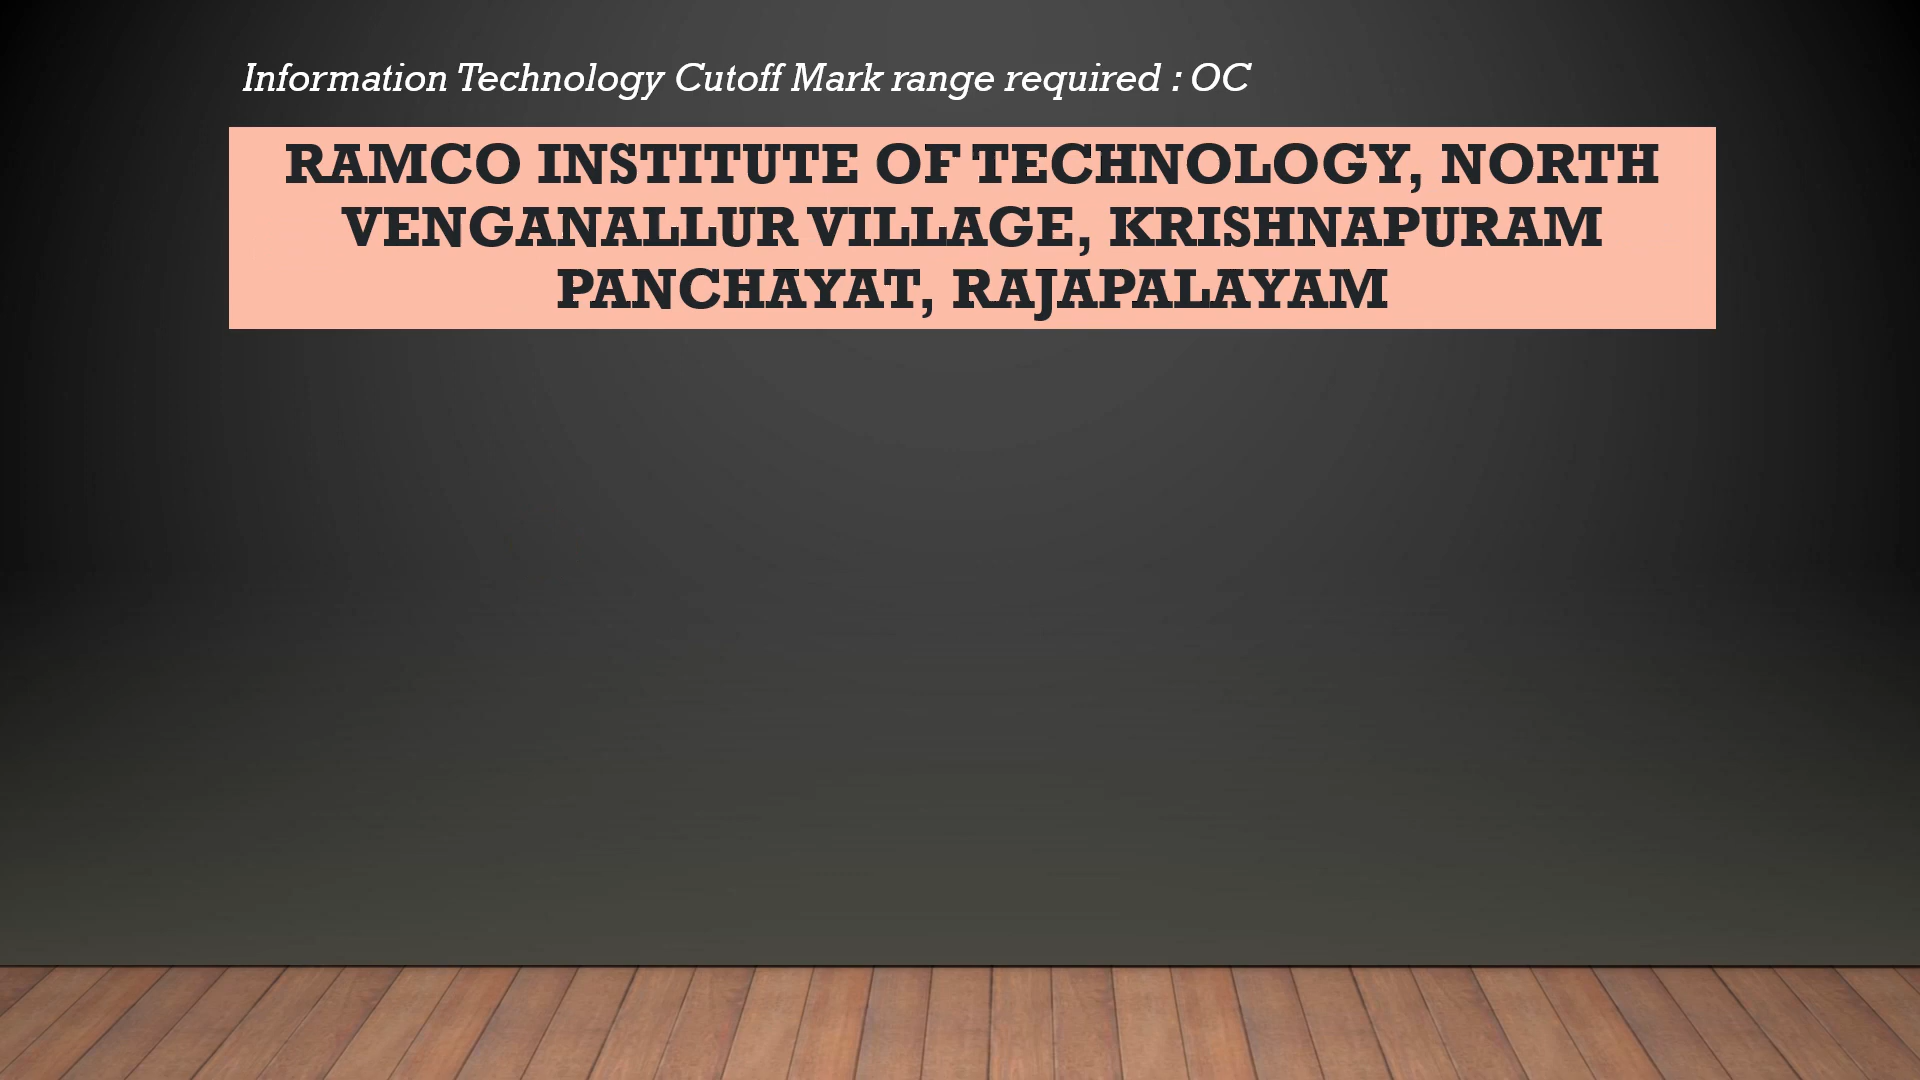 Information Technology Cutoff Mark range required : OC
RAMCO INSTITUTE OF TECHNOLOGY, NORTH
VENGANALLUR VILLAGE, KRISHNAPURAM
PANCHAYAT, RAJAPALAYAM